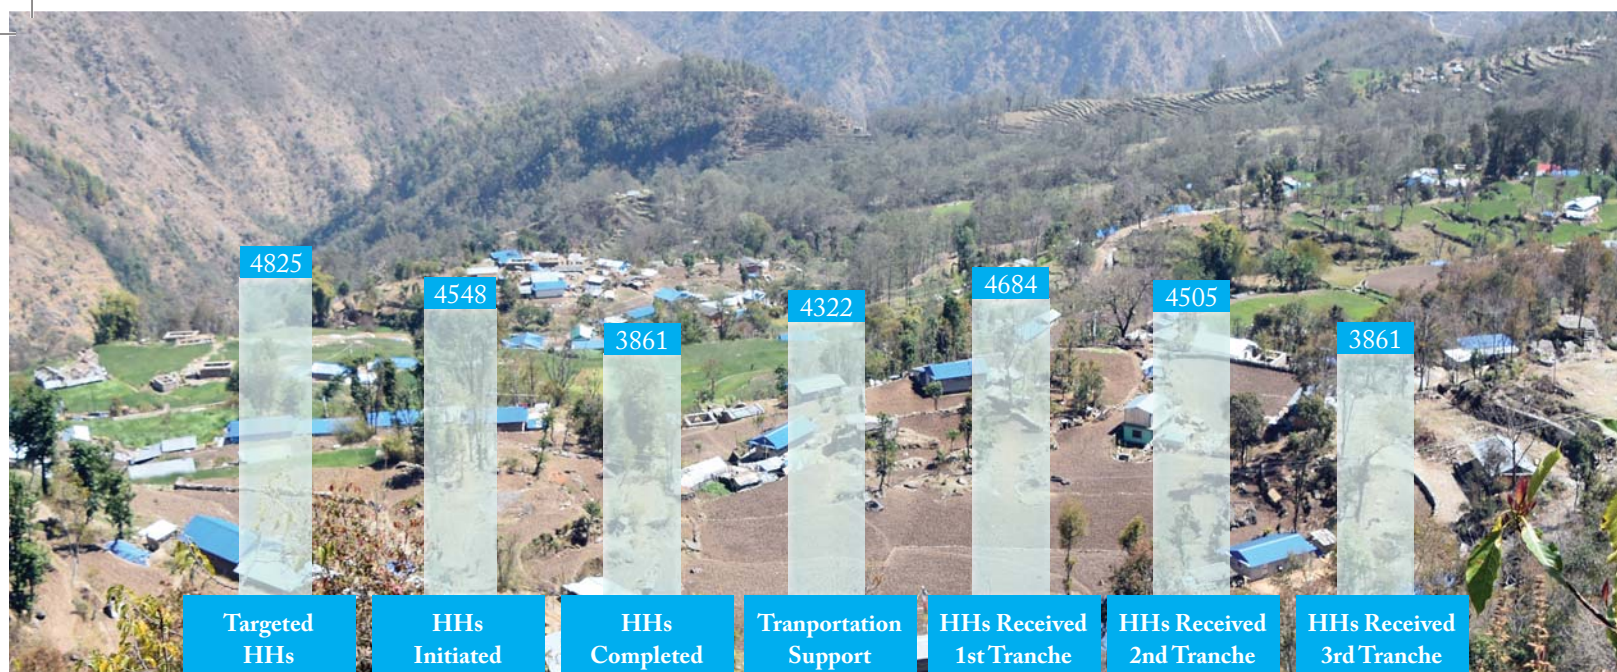 4825
4548
3861
4322
4684
4505
3861
Targeted
HHs
HHs
Initiated
HHs
Completed
Tranportation
Support
HHs Received
1st Tranche
HHs Received
2nd Tranche
HHs Received
3rd Tranche